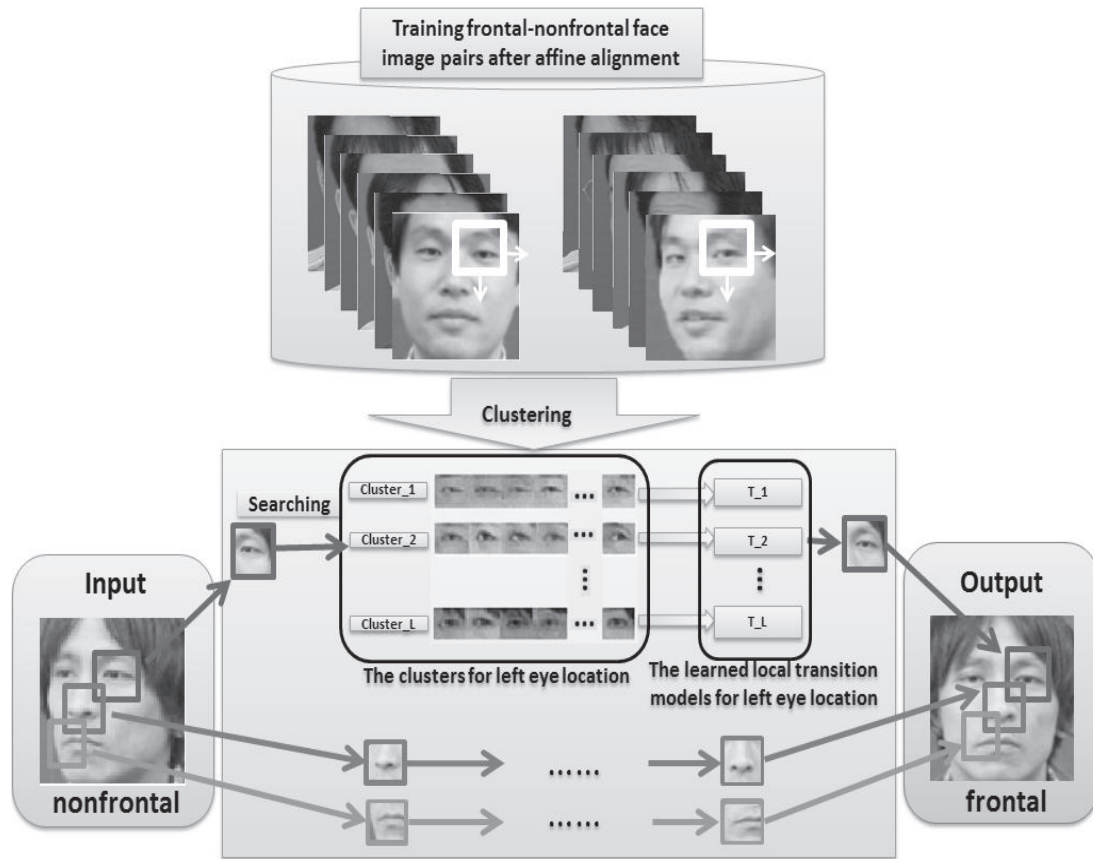 Training frontal-nonfrontal face
image pairs after affine alignment
Clustering
Searching
Cluster_1
...
T_1
Cluster_2
...
T_2
Cluster_L
...
T_L
Input
Output
The clusters for left eye location
The learned local transition
models for left eye location
......
nonfrontal
frontal
......